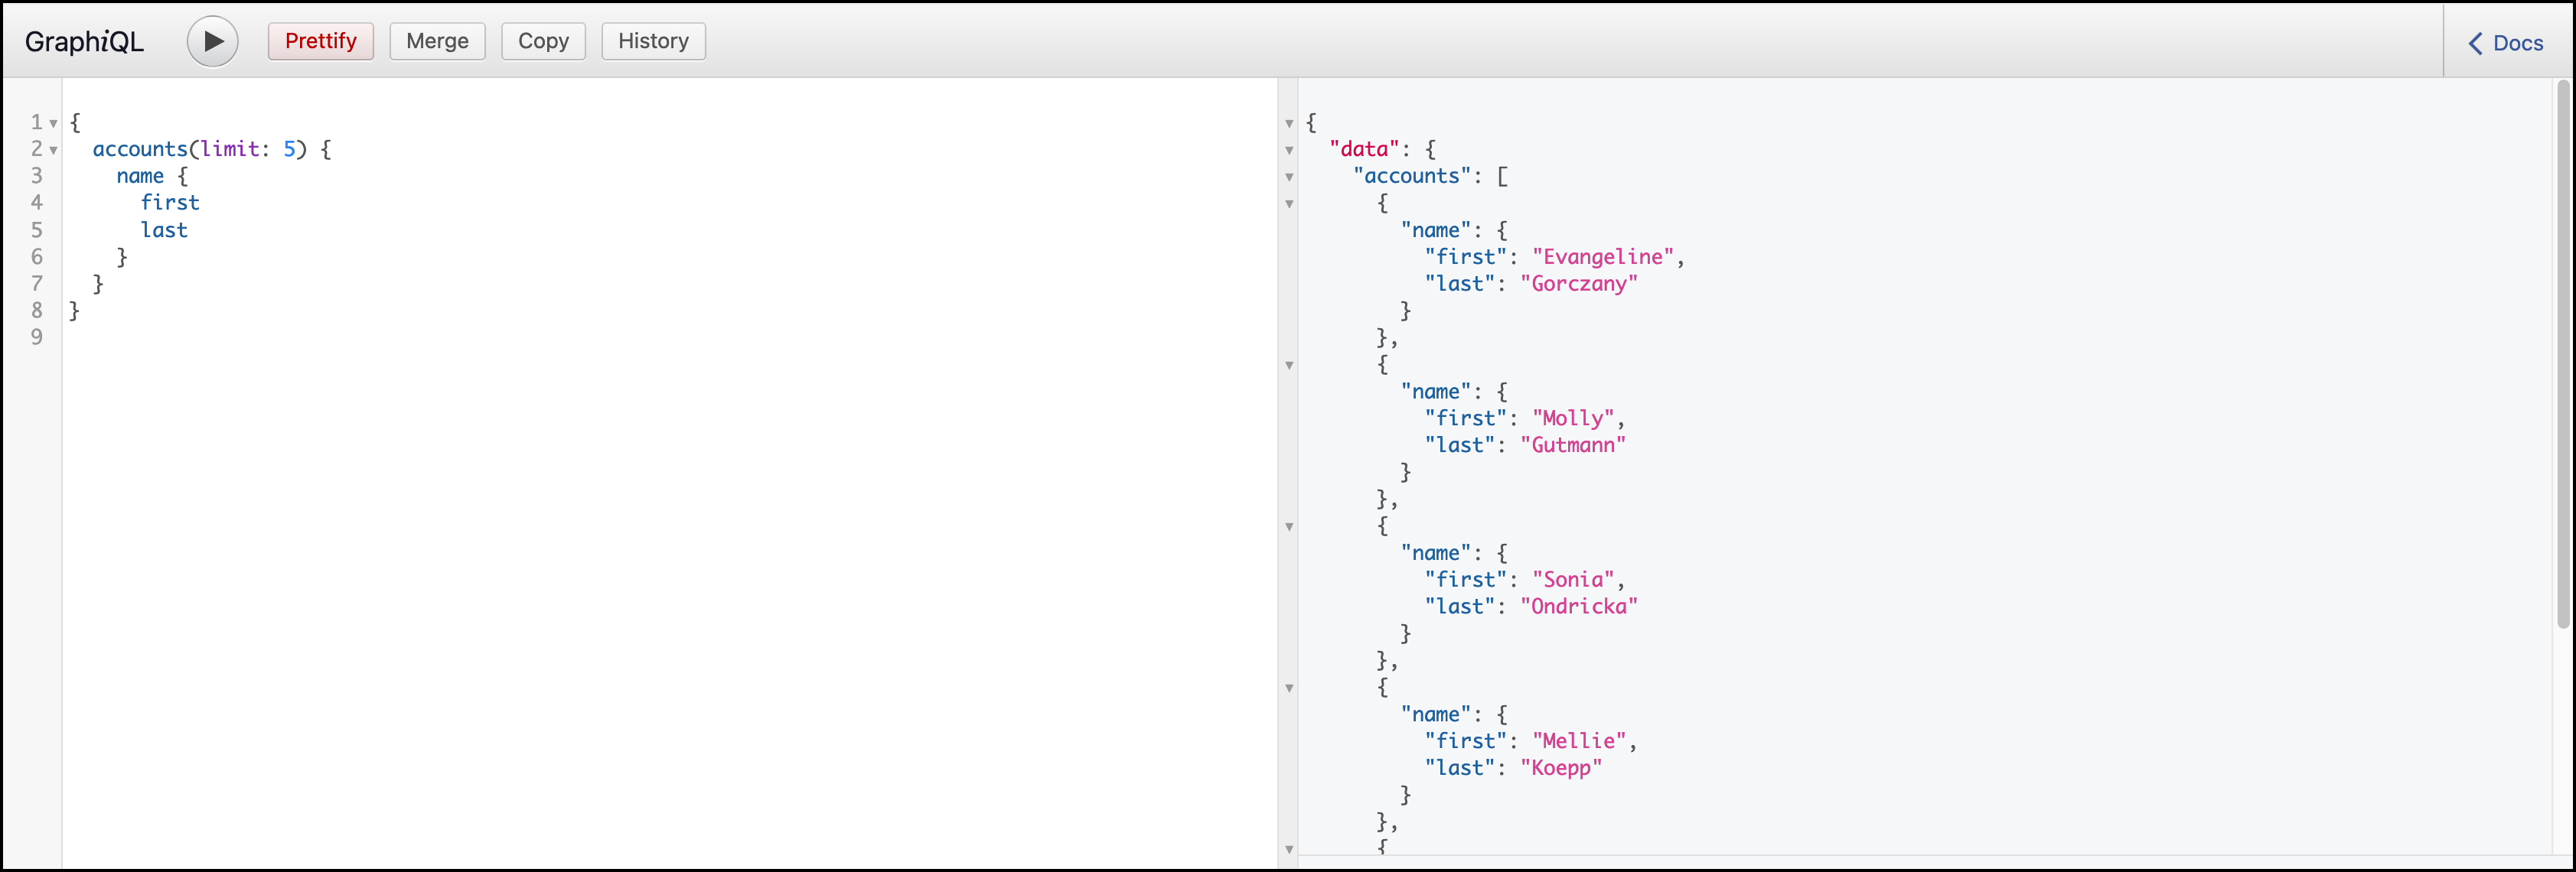 GraphiQL Prettify Merge Copy History Docs
1 {
2   accounts(limit: 5) {
3     name {
4       first
5       last
6     }
7   }
8 }
9
{
  "data": {
    "accounts": [
      {
        "name": {
          "first": "Evangeline",
          "last": "Gorczany"
        }
      },
      {
        "name": {
          "first": "Molly",
          "last": "Gutmann"
        }
      },
      {
        "name": {
          "first": "Sonia",
          "last": "Ondricka"
        }
      },
      {
        "name": {
          "first": "Mellie",
          "last": "Koepp"
        }
      },
      {